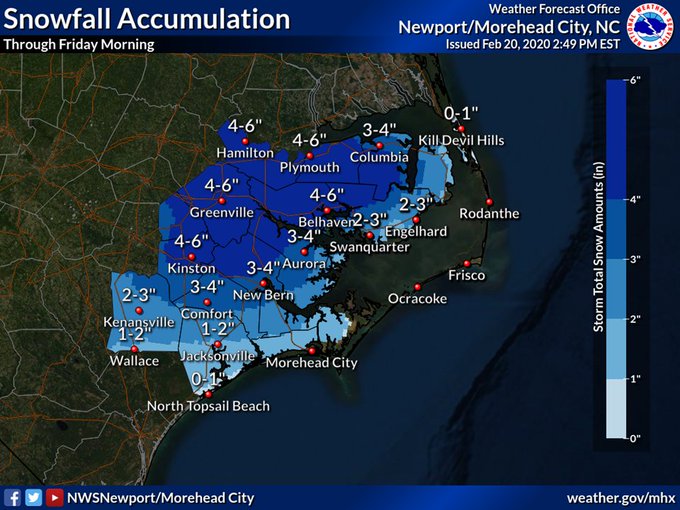 Snowfall Accumulation
Through Friday Morning
Weather Forecast Office
Newport/Morehead City, NC
Issued Feb 20, 2020 2:49 PM EST
NATIONAL WEATHER SERVICE
0-1"
Kill Devil Hills
4-6"
Hamilton
4-6"
Plymouth
3-4"
Columbia
4-6"
Greenville
4-6"
Belhaven
2-3"
Swanquarter
2-3"
Engelhard
Rodanthe
4-6"
Kinston
3-4"
Aurora
3-4"
New Bern
Frisco
Ocracoke
2-3"
Kenansville
3-4"
Comfort
1-2"
Wallace
1-2"
Jacksonville
Morehead City
0-1"
North Topsail Beach
Storm Total Snow Amounts (in)
6"
4"
3"
2"
1"
0"
NWSNewport/Morehead City
weather.gov/mhx